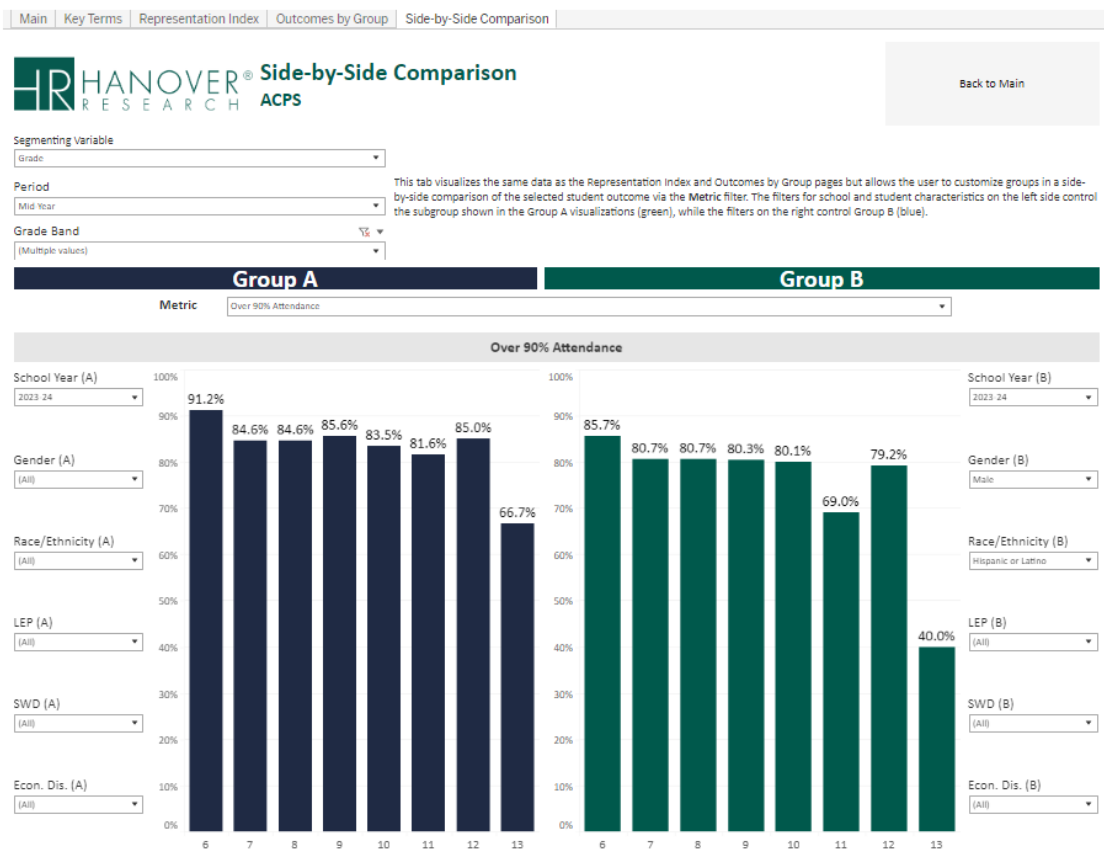 Main Key Terms Representation Index Outcomes by Group Side-by-Side Comparison
HR HANOVER® RESEARCH
Side-by-Side Comparison
ACPS
Back to Main
Segmenting Variable
Grade
Period
Mid Year
Grade Band
(Multiple values)
This tab visualizes the same data as the Representation Index and Outcomes by Group pages but allows the user to customize groups in a side-
by-side comparison of the selected student outcome via the Metric filter. The filters for school and student characteristics on the left side control
the subgroup shown in the Group A visualizations (green), while the filters on the right control Group B (blue).
Group A
Group B
Metric
Over 90% Attendance
Over 90% Attendance
School Year (A)
2023-24
Gender (A)
(All)
Race/Ethnicity (A)
(All)
LEP (A)
(All)
SWD (A)
(All)
Econ. Dis. (A)
(All)
100%
90%
80%
70%
60%
50%
40%
30%
20%
10%
0%
91.2% 84.6% 84.6% 85.6% 83.5% 81.6% 85.0% 66.7%
6 7 8 9 10 11 12 13
100%
90%
80%
70%
60%
50%
40%
30%
20%
10%
0%
85.7% 80.7% 80.7% 80.3% 80.1% 69.0% 79.2% 40.0%
6 7 8 9 10 11 12 13
School Year (B)
2023-24
Gender (B)
Male
Race/Ethnicity (B)
Hispanic or Latino
LEP (B)
(All)
SWD (B)
(All)
Econ. Dis. (B)
(All)